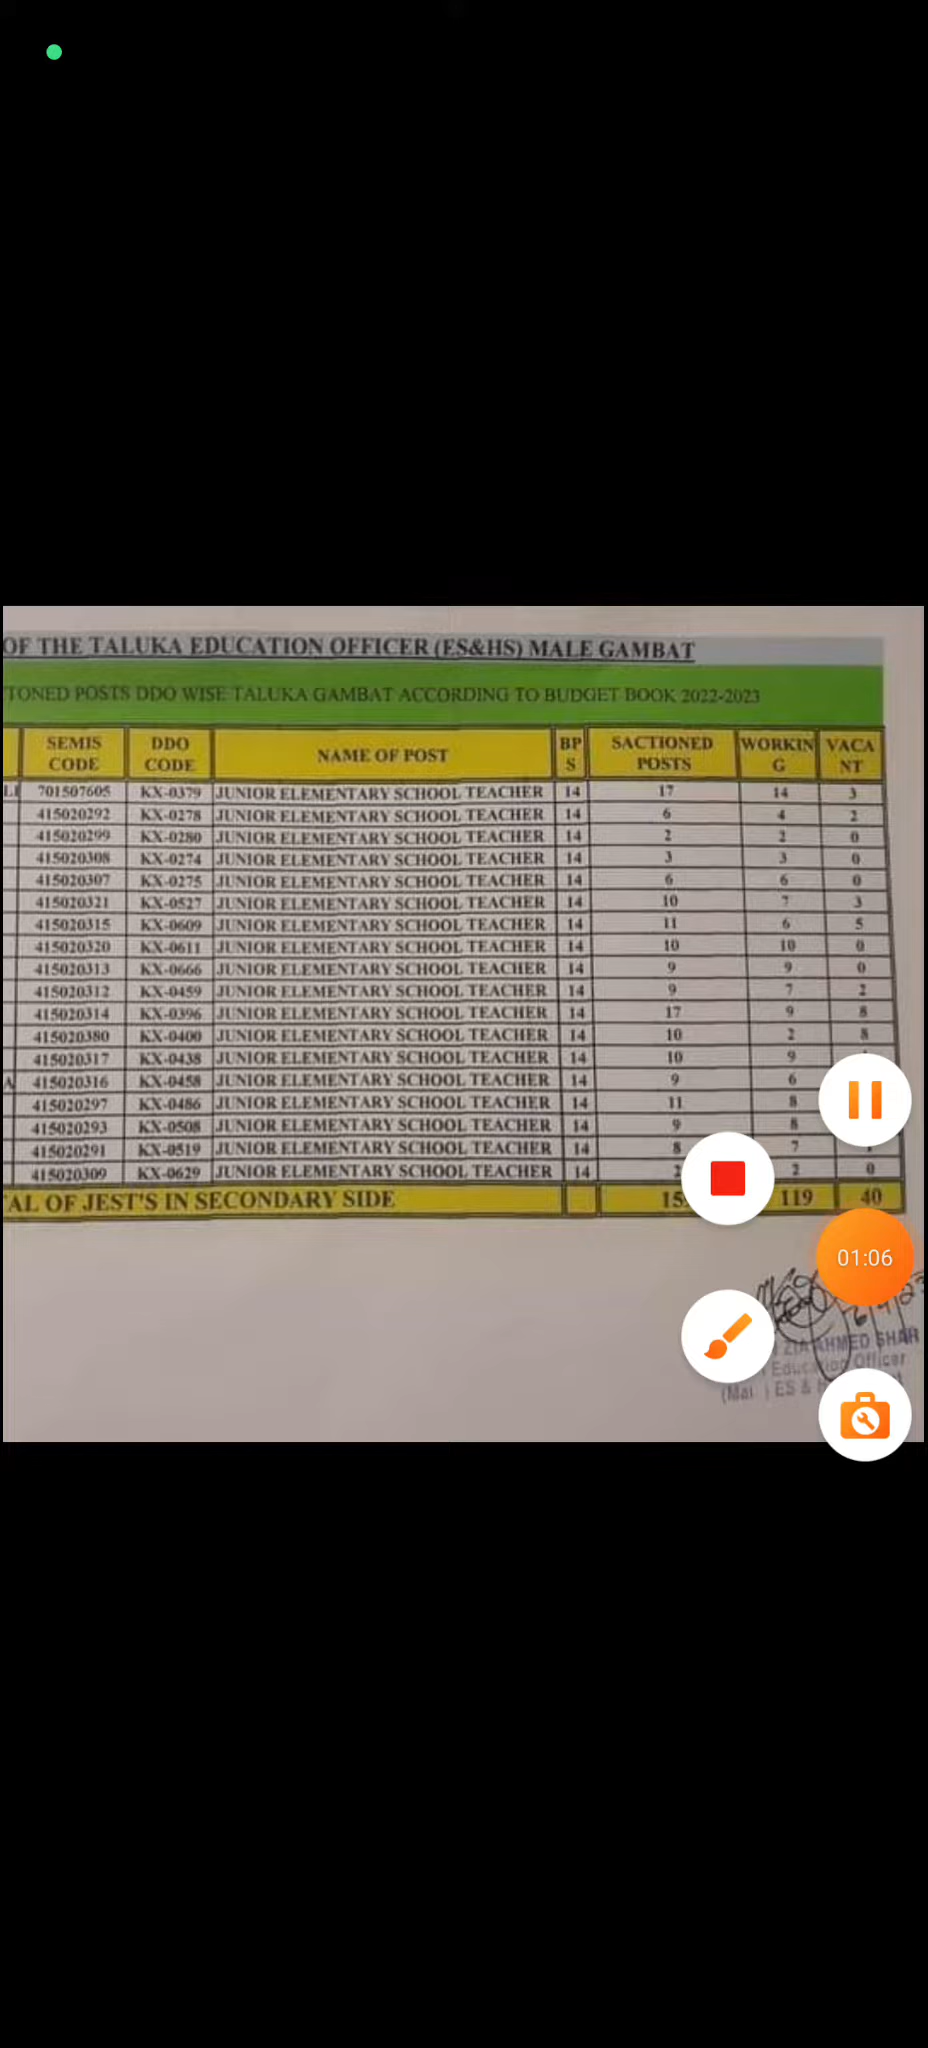 OF THE TALUKA EDUCATION OFFICER (ES&HS) MALE GAMBAT
TIONED POSTS DDO WISE TALUKA GAMBAT ACCORDING TO BUDGET BOOK 2022-2023
SEMIS CODE DDO CODE NAME OF POST BPS SACTIONED POSTS WORKING VACANT
LI 701507605 KX-0379 JUNIOR ELEMENTARY SCHOOL TEACHER 14 17 14 3
415020292 KX-0278 JUNIOR ELEMENTARY SCHOOL TEACHER 14 6 4 2
415020299 KX-0280 JUNIOR ELEMENTARY SCHOOL TEACHER 14 2 2 0
415020308 KX-0274 JUNIOR ELEMENTARY SCHOOL TEACHER 14 3 3 0
415020307 KX-0275 JUNIOR ELEMENTARY SCHOOL TEACHER 14 6 6 0
415020321 KX-0527 JUNIOR ELEMENTARY SCHOOL TEACHER 14 10 7 3
415020315 KX-0609 JUNIOR ELEMENTARY SCHOOL TEACHER 14 11 6 5
415020320 KX-0611 JUNIOR ELEMENTARY SCHOOL TEACHER 14 10 10 0
415020313 KX-0666 JUNIOR ELEMENTARY SCHOOL TEACHER 14 9 9 0
415020312 KX-0459 JUNIOR ELEMENTARY SCHOOL TEACHER 14 9 7 2
415020314 KX-0396 JUNIOR ELEMENTARY SCHOOL TEACHER 14 17 9 8
415020380 KX-0400 JUNIOR ELEMENTARY SCHOOL TEACHER 14 10 2 8
415020317 KX-0438 JUNIOR ELEMENTARY SCHOOL TEACHER 14 10 9
A 415020316 KX-0458 JUNIOR ELEMENTARY SCHOOL TEACHER 14 9 6
415020297 KX-0486 JUNIOR ELEMENTARY SCHOOL TEACHER 14 11 8
415020293 KX-0508 JUNIOR ELEMENTARY SCHOOL TEACHER 14 9 8
415020291 KX-0519 JUNIOR ELEMENTARY SCHOOL TEACHER 14 8 7
415020309 KX-0629 JUNIOR ELEMENTARY SCHOOL TEACHER 14 2 2 0
AL OF JEST'S IN SECONDARY SIDE 15 119 40
01:06
ZIA AHMED SHAR
Education Officer
ES &